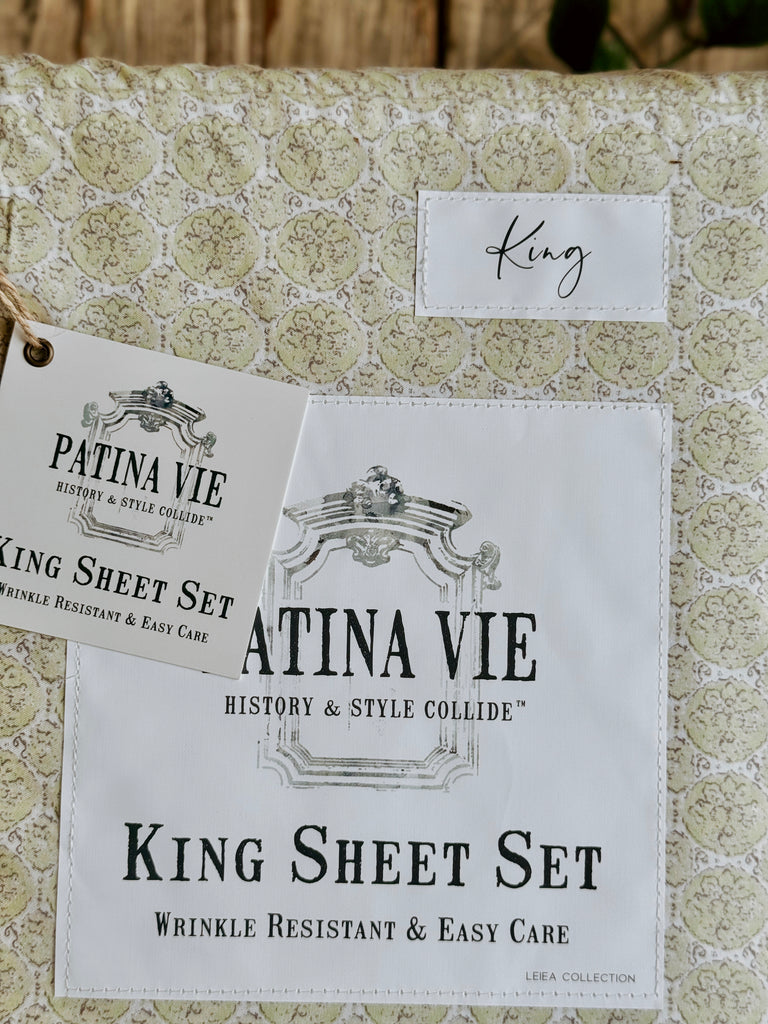 King
PATINA VIE
HISTORY & STYLE COLLIDE™
KING SHEET SET
WRINKLE RESISTANT & EASY CARE
PATINA VIE
HISTORY & STYLE COLLIDE™
KING SHEET SET
WRINKLE RESISTANT & EASY CARE
LEIEA COLLECTION